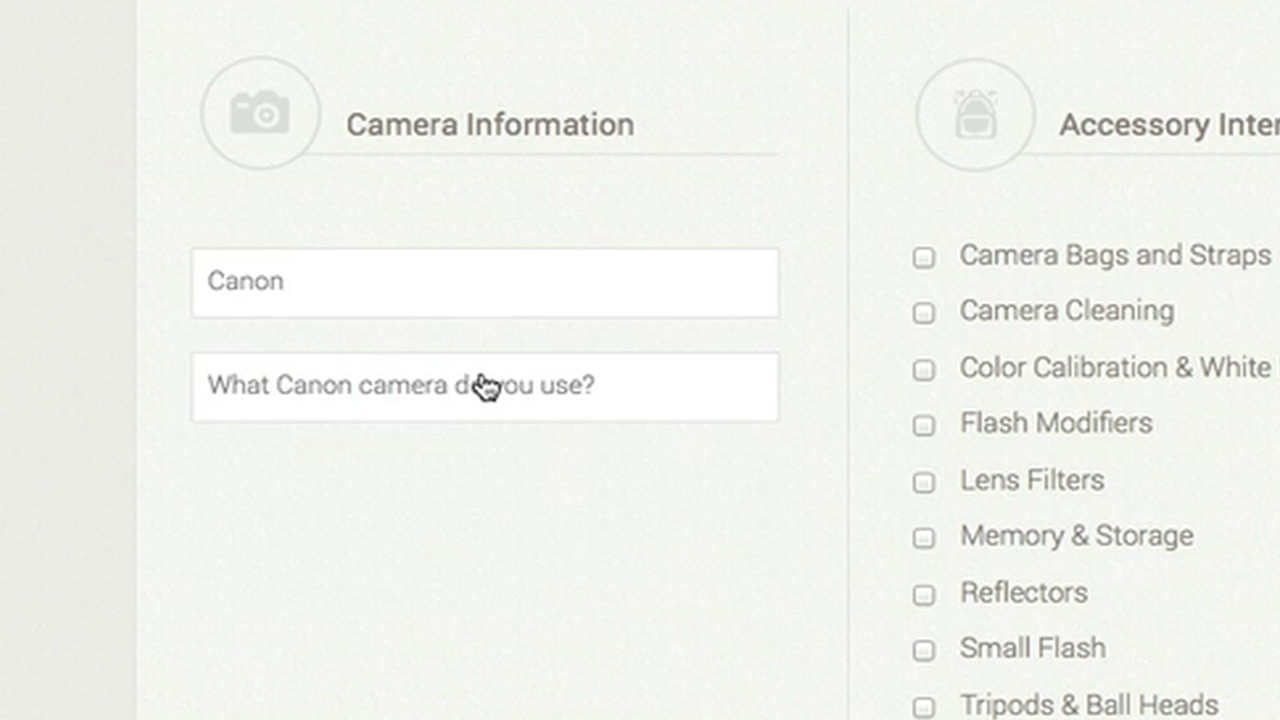 Camera Information
Canon
What Canon camera do you use?
Accessory
Camera Bags and Straps
Camera Cleaning
Color Calibration & White
Flash Modifiers
Lens Filters
Memory & Storage
Reflectors
Small Flash
Tripods & Ball Heads